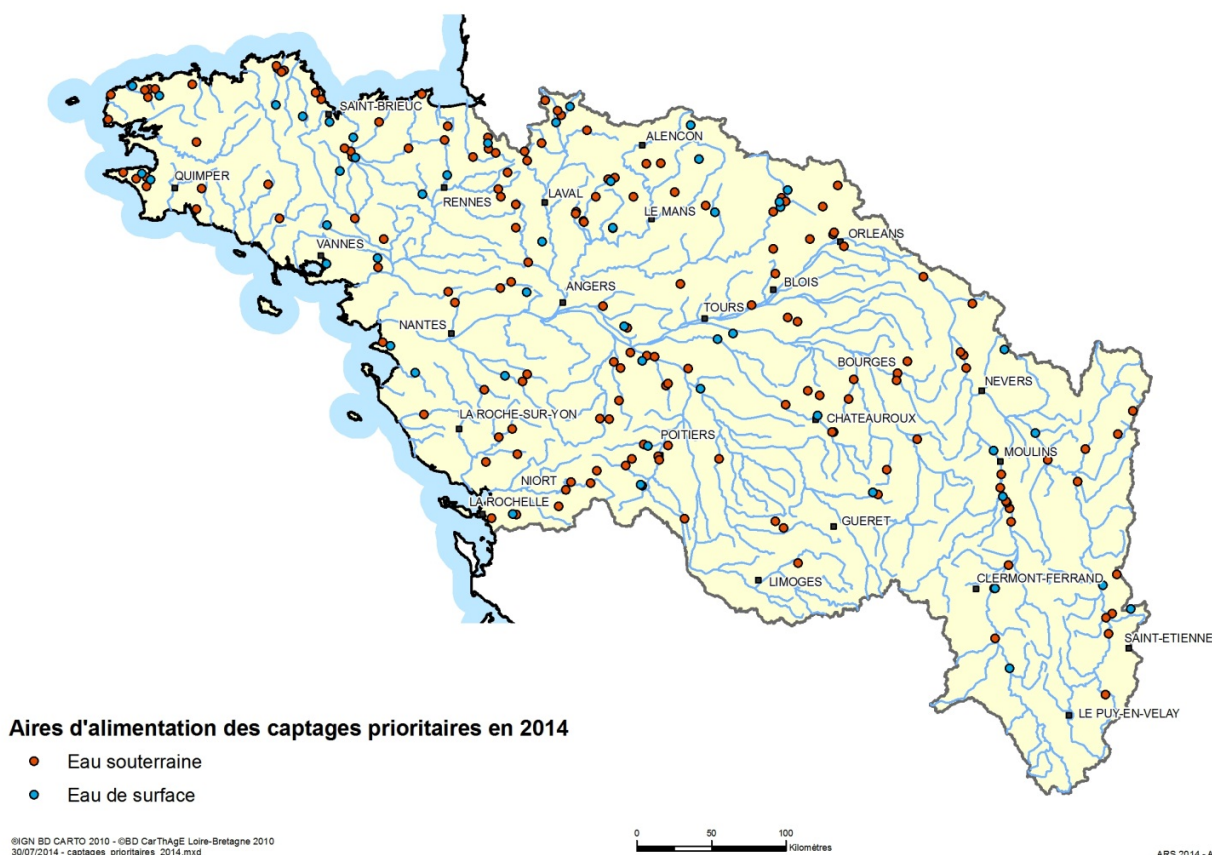 SAINT-BRIEUC
ALENCON
QUIMPER
RENNES
LAVAL
LE MANS
ORLEANS
VANNES
BLOIS
ANGERS
TOURS
NANTES
BOURGES
NEVERS
LA ROCHE-SUR-YON
CHATEAUROUX
POITIERS
MOULINS
NIORT
LA ROCHELLE
GUERET
LIMOGES
CLERMONT-FERRAND
SAINT-ETIENNE
LE PUY-EN-VELAY
Aires d'alimentation des captages prioritaires en 2014
Eau souterraine
Eau de surface
©IGN BD CARTO 2010 - ©BD CarThAgE Loire-Bretagne 2010
30/07/2014 - captages_prioritaires_2014.mxd
0 50 100
Kilomètres
ARS 2014 - A